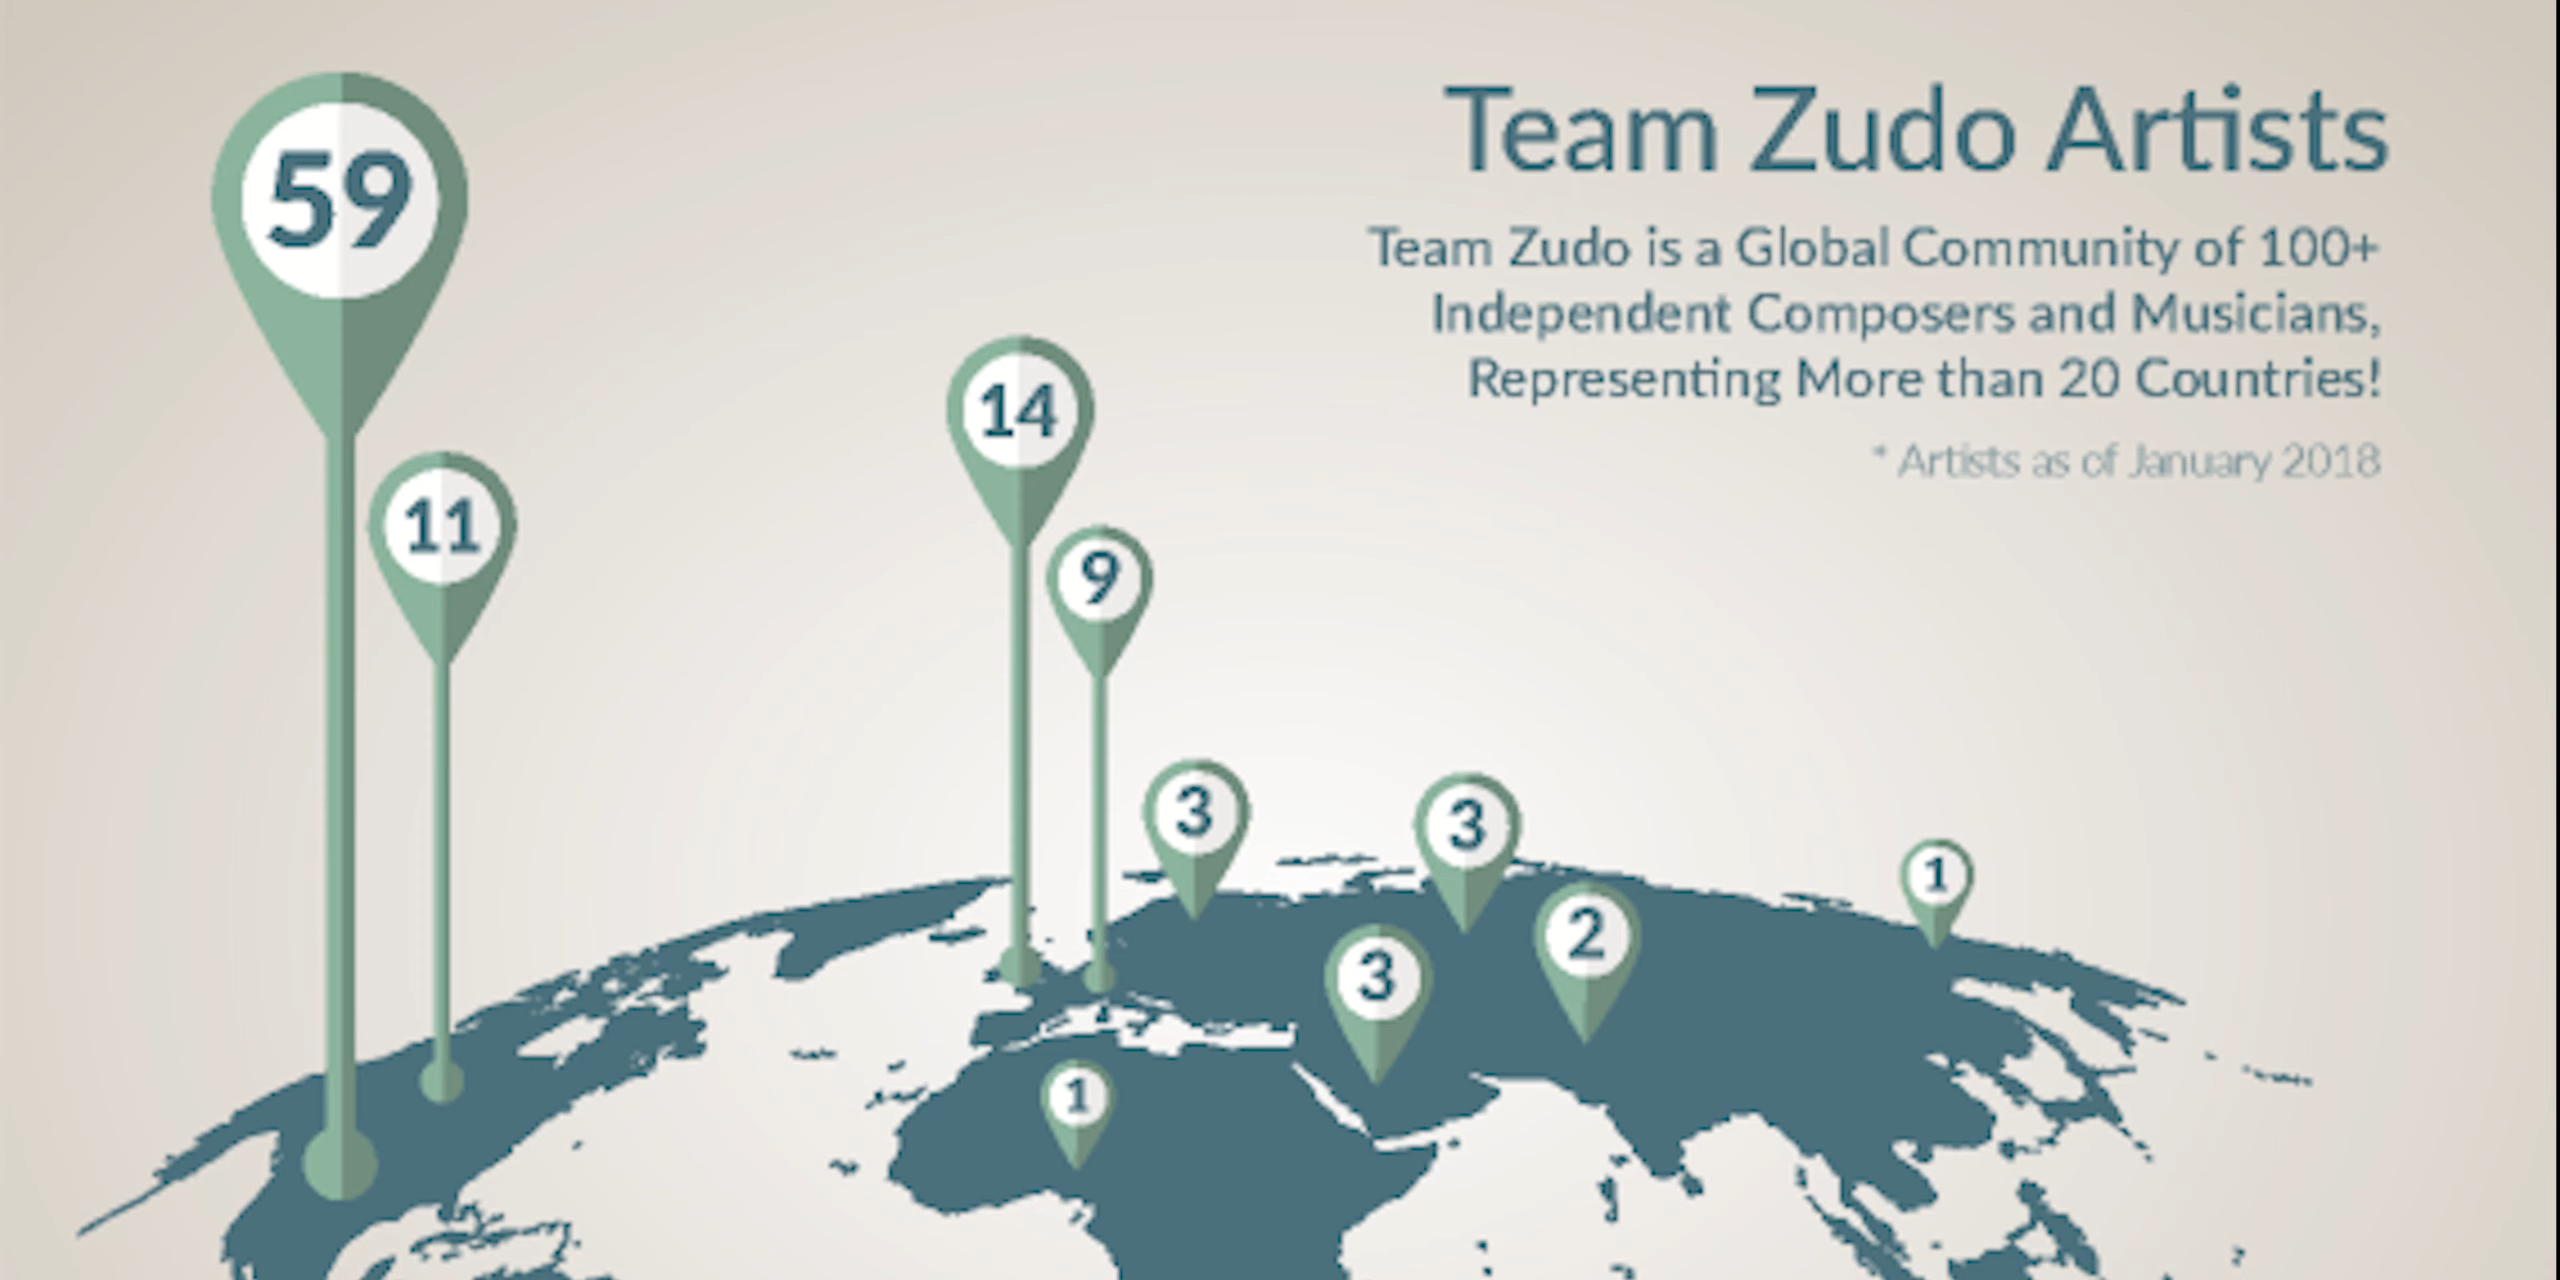 Team Zudo Artists
Team Zudo is a Global Community of 100+
Independent Composers and Musicians,
Representing More than 20 Countries!
* Artists as of January 2018
59
11
14
9
3
3
1
2
3
1